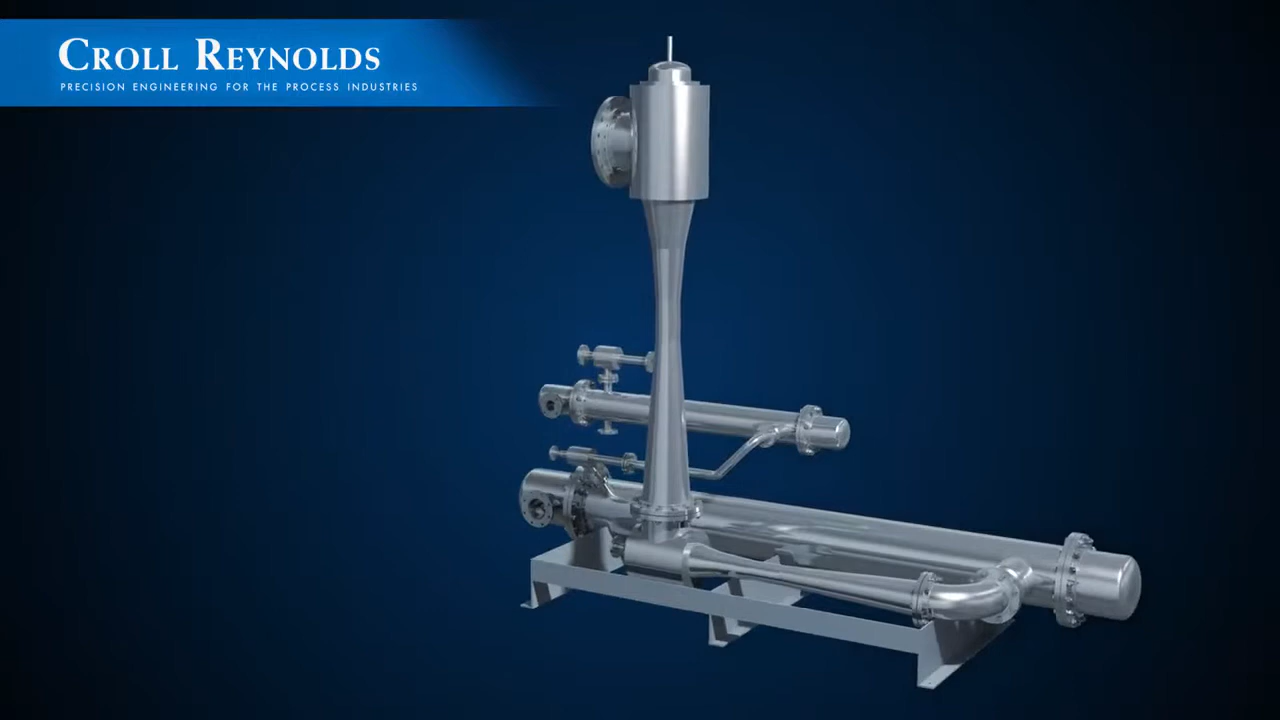 CROLL REYNOLDS
PRECISION ENGINEERING FOR THE PROCESS INDUSTRIES